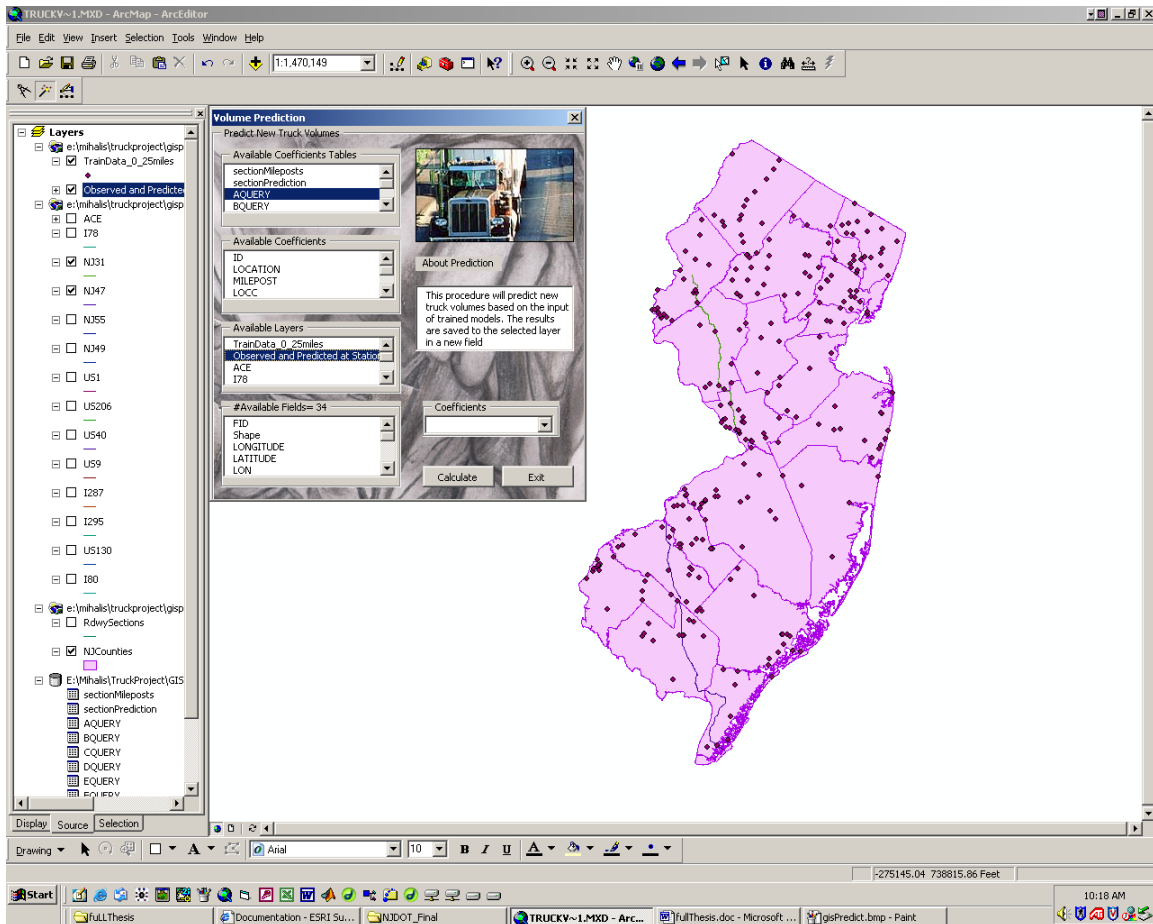 TRUCKV~1.MXD - ArcMap - ArcEditor
File Edit View Insert Selection Tools Window Help
1:1,470,149
Layers
e:\mihalis\truckproject\gisp
TrainData_0_25miles
Observed and Predicte
e:\mihalis\truckproject\gisp
ACE
I78
NJ31
NJ47
NJ55
NJ49
US1
US206
US40
US9
I287
I295
US130
I80
e:\mihalis\truckproject\gisp
RdwySections
NJCounties
E:\Mihalis\TruckProject\GIS
sectionMileposts
sectionPrediction
AQUERY
BQUERY
CQUERY
DQUERY
EQUERY
Display Source Selection
Volume Prediction
Predict New Truck Volumes
Available Coefficients Tables
sectionMileposts
sectionPrediction
AQUERY
BQUERY
Available Coefficients
ID
LOCATION
MILEPOST
LOCC
Available Layers
TrainData_0_25miles
Observed and Predicted at Station
ACE
I78
#Available Fields= 34
FID
Shape
LONGITUDE
LATITUDE
LON
About Prediction
This procedure will predict new
truck volumes based on the input
of trained models. The results
are saved to the selected layer
in a new field
Coefficients
Calculate Exit
Drawing A Arial 10 B I U A
-275145.04 738815.86 Feet
Start
10:18 AM
fuLLThesis Documentation - ESRI Su... NJDOT_Final TRUCKV~1.MXD - Arc... fullThesis.doc - Microsoft ... gisPredict.bmp - Paint